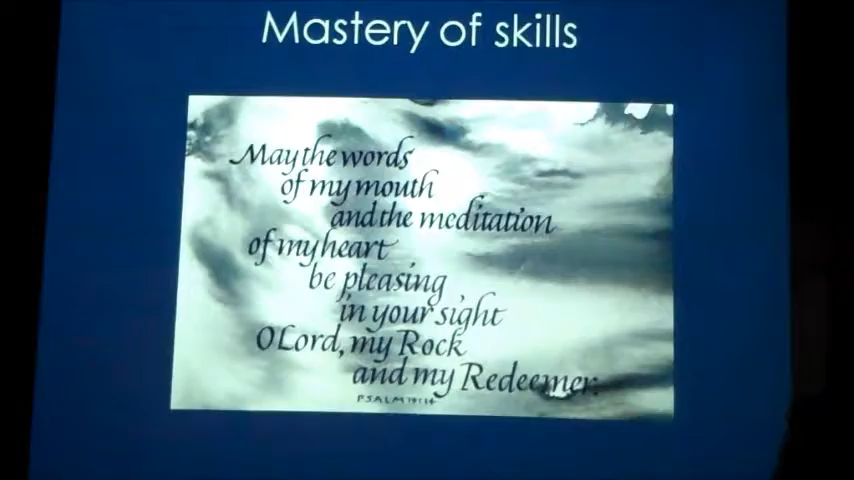 Mastery of skills
May the words
of my mouth
and the meditation
of my heart
be pleasing
in your sight
O Lord, my Rock
and my Redeemer.
PSALM 19:14